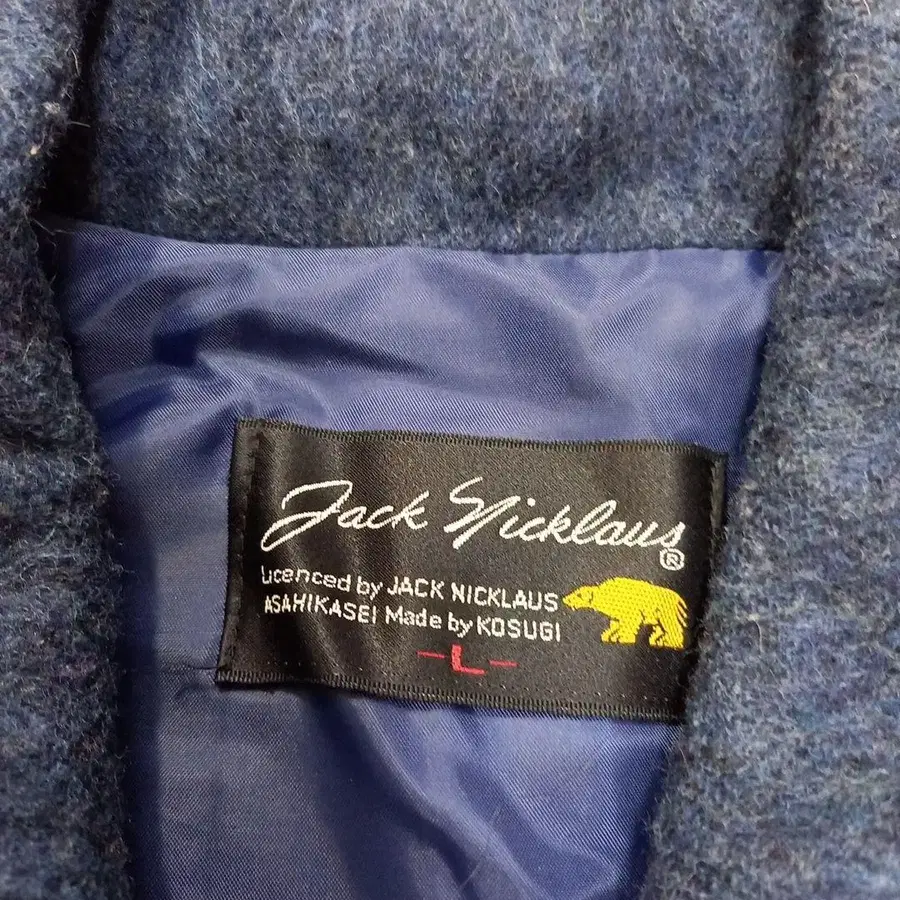 Jack Nicklaus®
Licenced by JACK NICKLAUS
ASAHIKASEI Made by KOSUGI
-L-